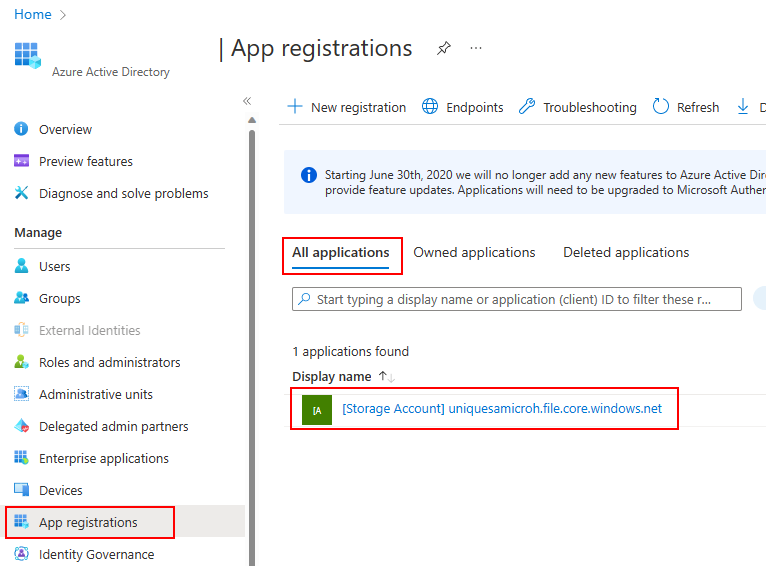 Home
| App registrations
Azure Active Directory
Overview
Preview features
Diagnose and solve problems
Manage
Users
Groups
External Identities
Roles and administrators
Administrative units
Delegated admin partners
Enterprise applications
Devices
App registrations
Identity Governance
New registration Endpoints Troubleshooting Refresh D
Starting June 30th, 2020 we will no longer add any new features to Azure Active Dire
provide feature updates. Applications will need to be upgraded to Microsoft Authen
All applications Owned applications Deleted applications
Start typing a display name or application (client) ID to filter these r...
1 applications found
Display name
[A [Storage Account] uniquesamicroh.file.core.windows.net